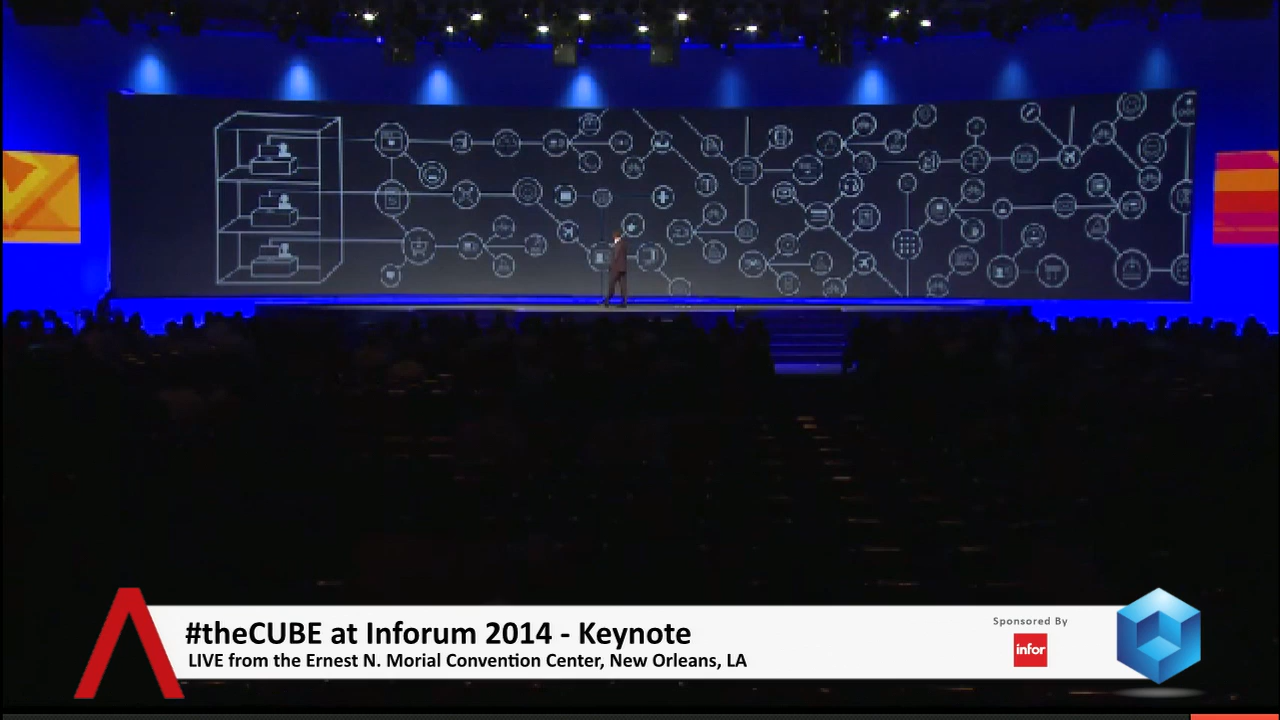 #theCUBE at Inforum 2014 - Keynote
LIVE from the Ernest N. Morial Convention Center, New Orleans, LA
Sponsored By
infor